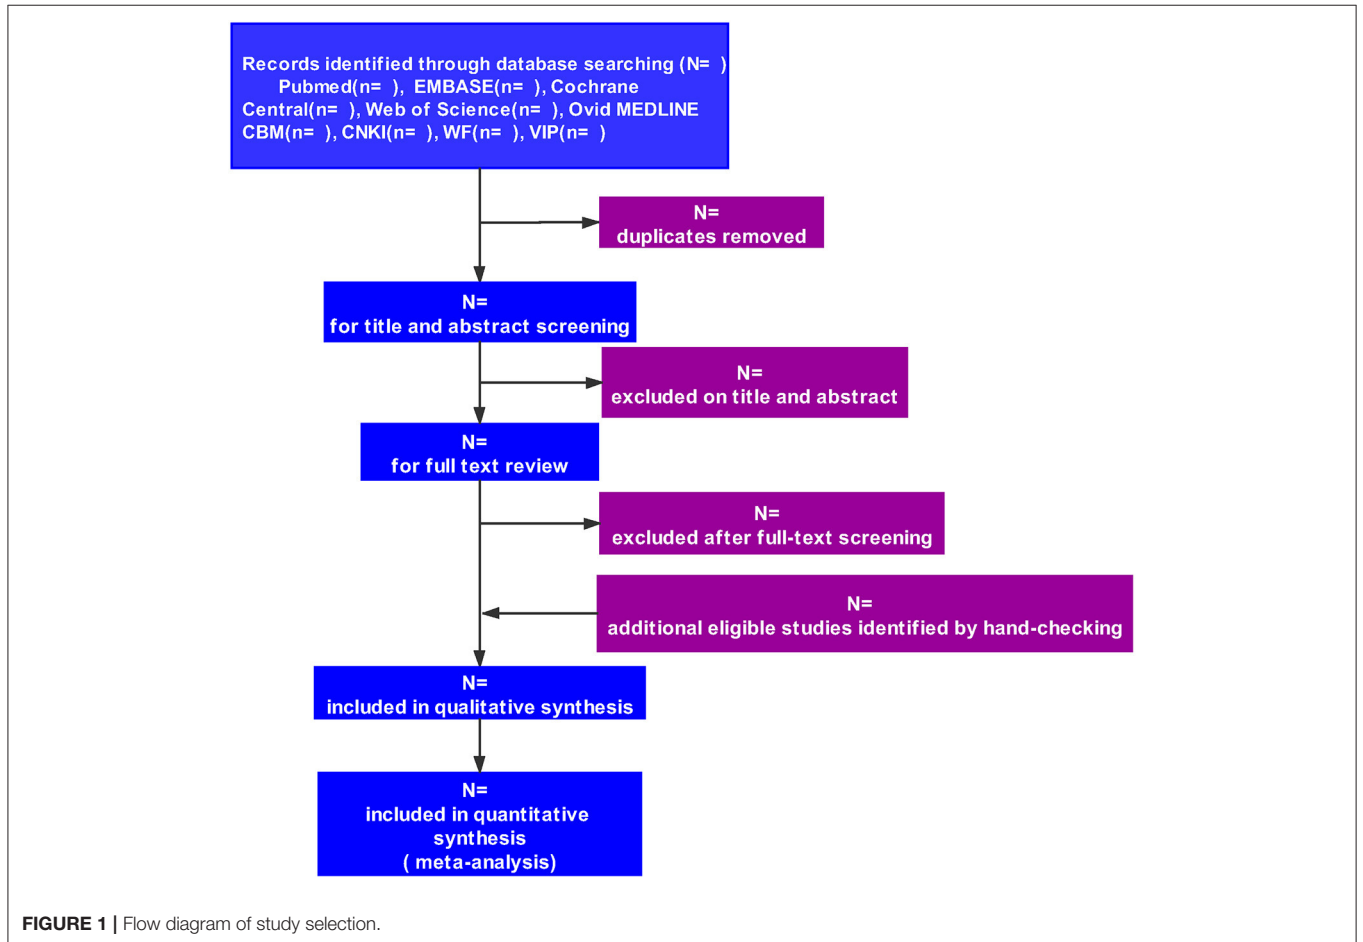 Records identified through database searching (N=  )
Pubmed(n=  ),  EMBASE(n=  ), Cochrane
Central(n=  ), Web of Science(n=  ), Ovid MEDLINE
CBM(n=  ), CNKI(n=  ), WF(n=  ), VIP(n=  )
N=
duplicates removed
N=
for title and abstract screening
N=
excluded on title and abstract
N=
for full text review
N=
excluded after full-text screening
N=
additional eligible studies identified by hand-checking
N=
included in qualitative synthesis
N=
included in quantitative
synthesis
( meta-analysis)
FIGURE 1 | Flow diagram of study selection.